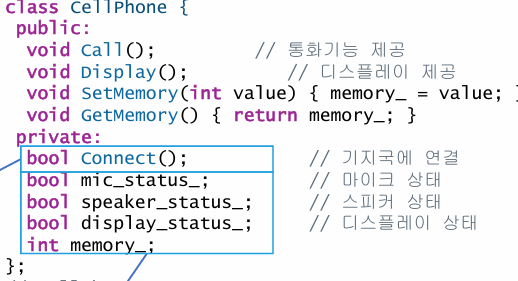 class CellPhone {
public:
void Call(); // 통화기능 제공
void Display(); // 디스플레이 제공
void SetMemory(int value) { memory_ = value; }
void GetMemory() { return memory_; }
private:
bool Connect(); // 기지국에 연결
bool mic_status_; // 마이크 상태
bool speaker_status_; // 스피커 상태
bool display_status_; // 디스플레이 상태
int memory_;
};